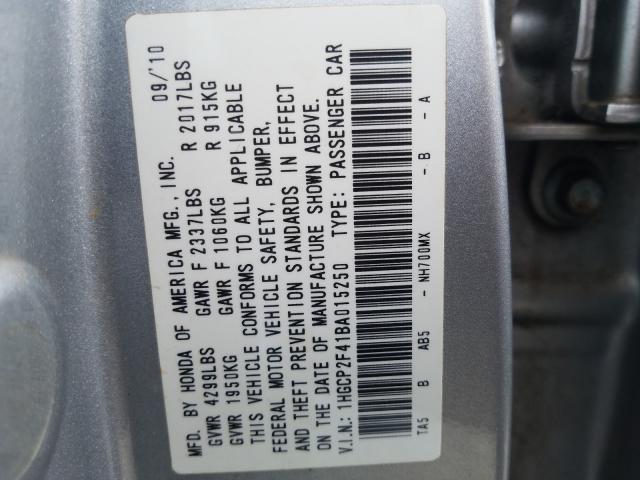 MFD. BY HONDA OF AMERICA MFG., INC. 09/'10
GVWR 4299LBS GAWR F 2337LBS R 2017LBS
GVWR 1950KG GAWR F 1060KG R 915KG
THIS VEHICLE CONFORMS TO ALL APPLICABLE
FEDERAL MOTOR VEHICLE SAFETY, BUMPER,
AND THEFT PREVENTION STANDARDS IN EFFECT
ON THE DATE OF MANUFACTURE SHOWN ABOVE.
V.I.N.: 1HGCP2F41BA015250 TYPE: PASSENGER CAR
TA5 B AB5 - NH700MX - B - A